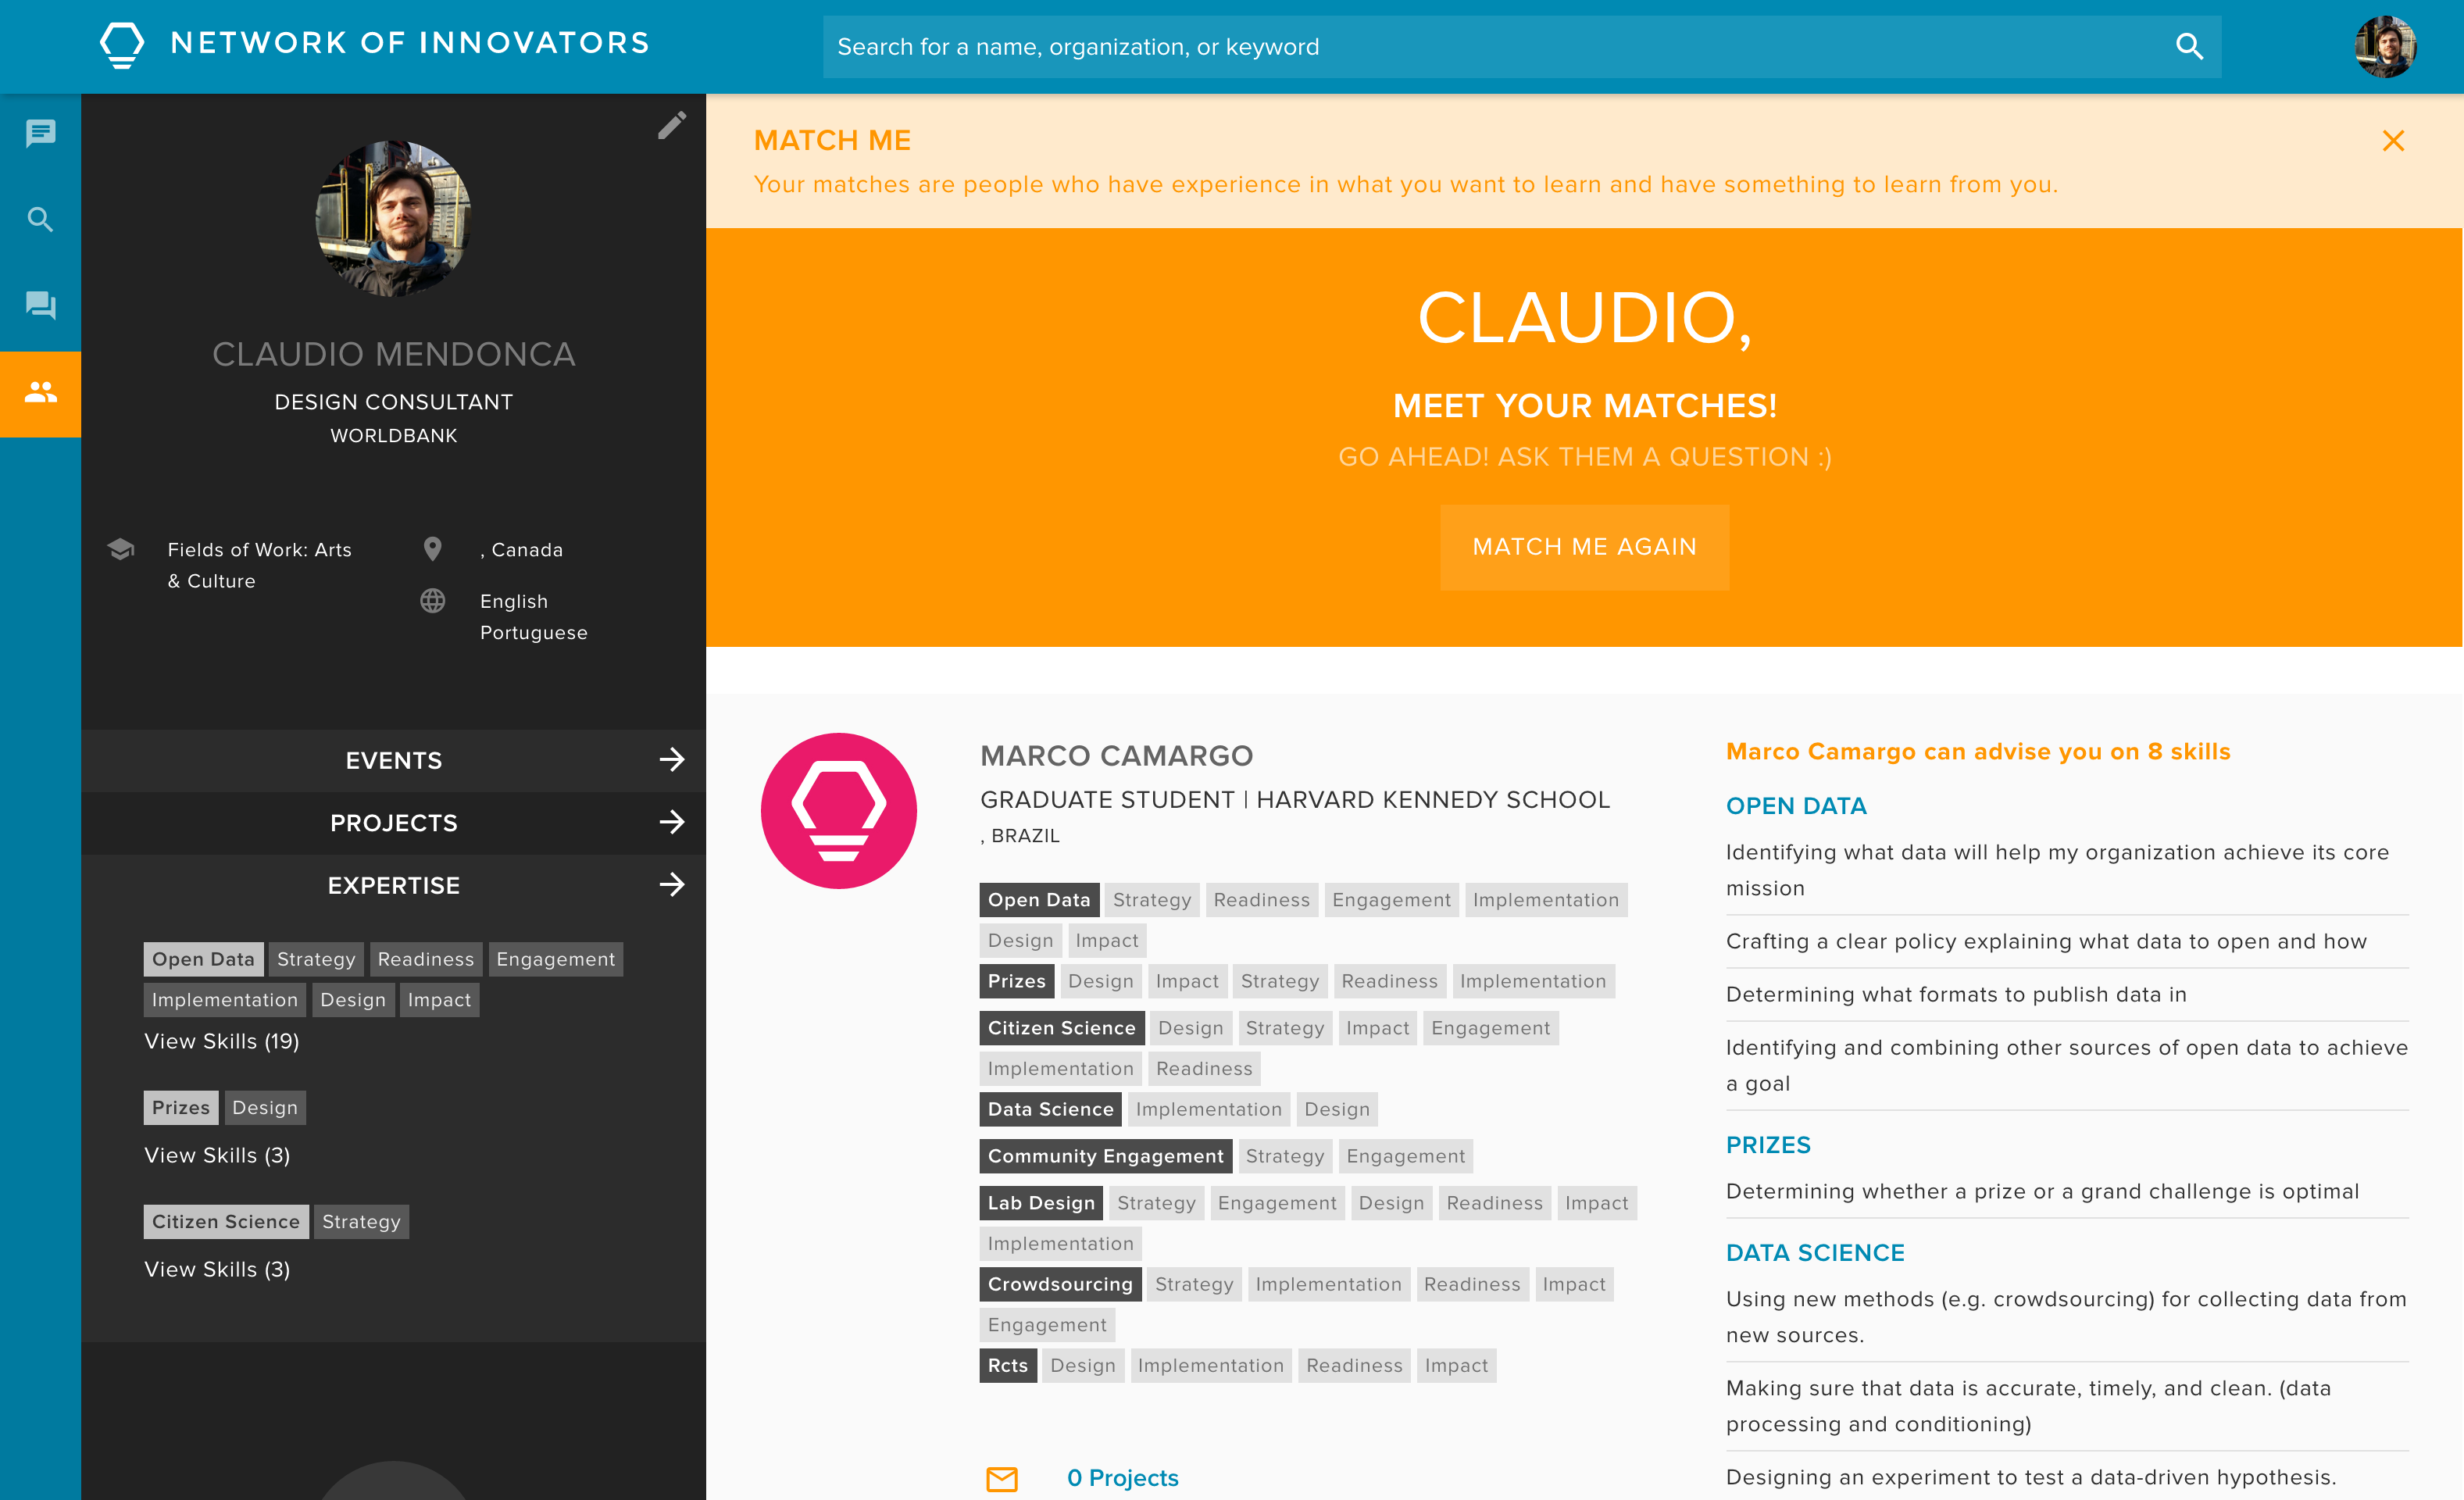 NETWORK OF INNOVATORS
Search for a name, organization, or keyword
CLAUDIO MENDONCA
DESIGN CONSULTANT
WORLDBANK
Fields of Work: Arts
& Culture
, Canada
English
Portuguese
EVENTS
PROJECTS
EXPERTISE
Open Data Strategy Readiness Engagement
Implementation Design Impact
View Skills (19)
Prizes Design
View Skills (3)
Citizen Science Strategy
View Skills (3)
MATCH ME
Your matches are people who have experience in what you want to learn and have something to learn from you.
CLAUDIO,
MEET YOUR MATCHES!
GO AHEAD! ASK THEM A QUESTION :)
MATCH ME AGAIN
MARCO CAMARGO
GRADUATE STUDENT | HARVARD KENNEDY SCHOOL
, BRAZIL
Open Data Strategy Readiness Engagement Implementation
Design Impact
Prizes Design Impact Strategy Readiness Implementation
Citizen Science Design Strategy Impact Engagement
Implementation Readiness
Data Science Implementation Design
Community Engagement Strategy Engagement
Lab Design Strategy Engagement Design Readiness Impact
Implementation
Crowdsourcing Strategy Implementation Readiness Impact
Engagement
Rcts Design Implementation Readiness Impact
0 Projects
Marco Camargo can advise you on 8 skills
OPEN DATA
Identifying what data will help my organization achieve its core
mission
Crafting a clear policy explaining what data to open and how
Determining what formats to publish data in
Identifying and combining other sources of open data to achieve
a goal
PRIZES
Determining whether a prize or a grand challenge is optimal
DATA SCIENCE
Using new methods (e.g. crowdsourcing) for collecting data from
new sources.
Making sure that data is accurate, timely, and clean. (data
processing and conditioning)
Designing an experiment to test a data-driven hypothesis.